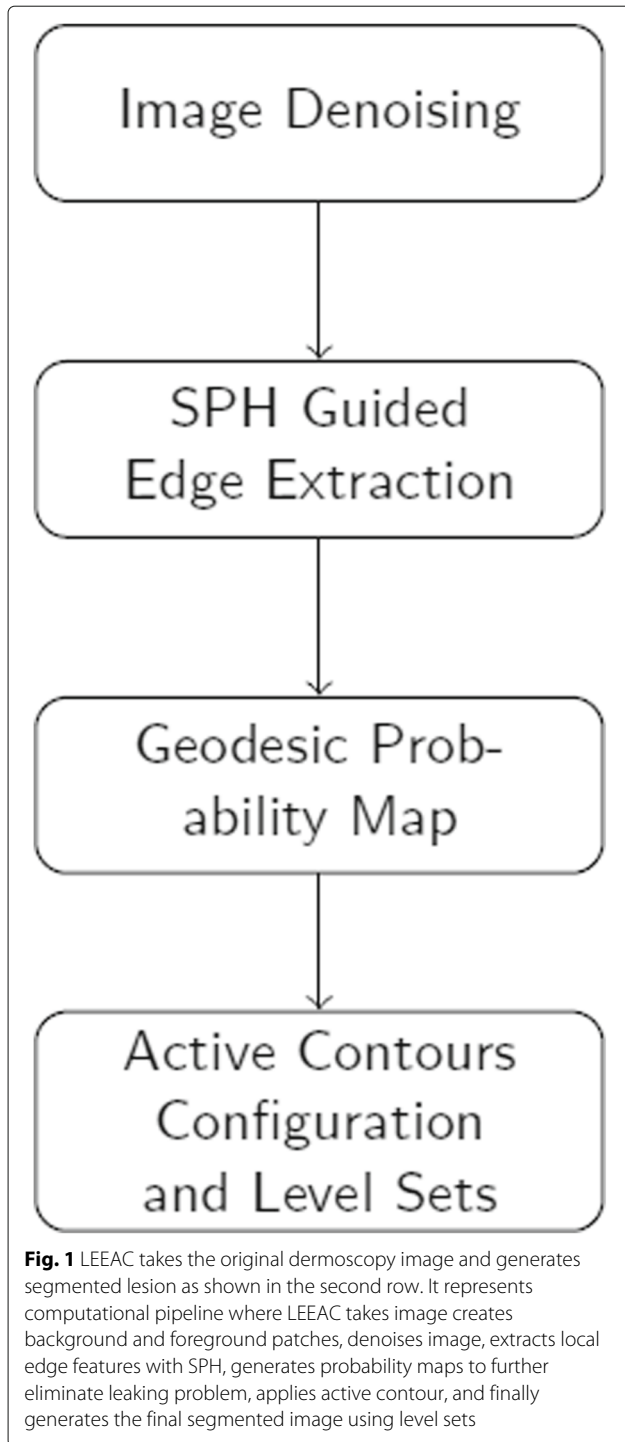 Image Denoising
SPH Guided
Edge Extraction
Geodesic Prob-
ability Map
Active Contours
Configuration
and Level Sets
Fig. 1 LEEAC takes the original dermoscopy image and generates
segmented lesion as shown in the second row. It represents
computational pipeline where LEEAC takes image creates
background and foreground patches, denoises image, extracts local
edge features with SPH, generates probability maps to further
eliminate leaking problem, applies active contour, and finally
generates the final segmented image using level sets